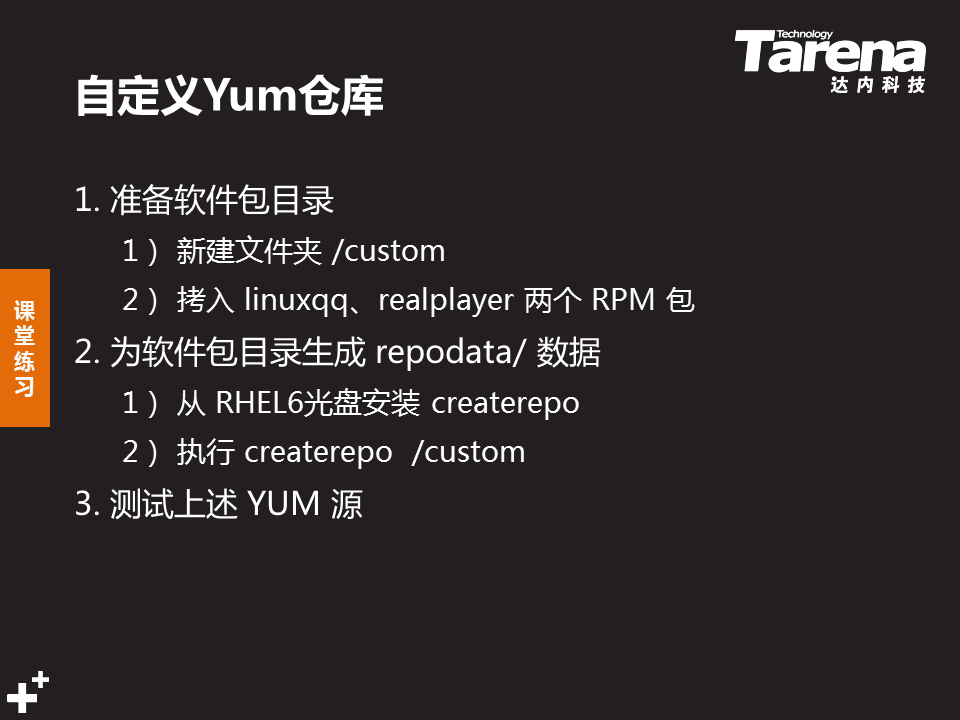 Technology
Tarena
达内科技
自定义Yum仓库
1. 准备软件包目录
1） 新建文件夹 /custom
2） 拷入 linuxqq、realplayer 两个 RPM 包
2. 为软件包目录生成 repodata/ 数据
1） 从 RHEL6光盘安装 createrepo
2） 执行 createrepo  /custom
3. 测试上述 YUM 源
课堂练习